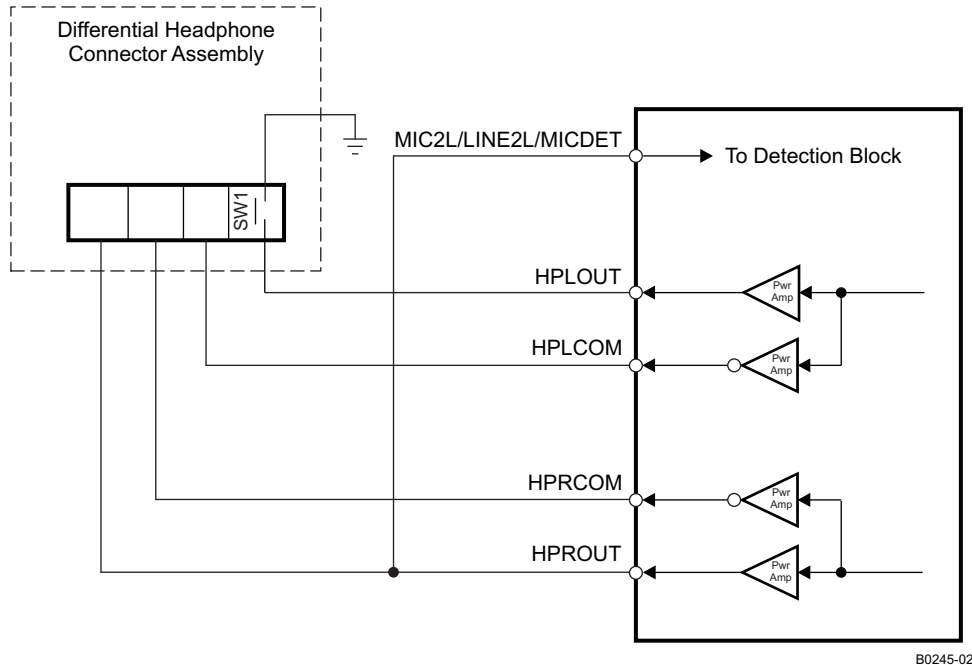 Differential Headphone
Connector Assembly
MIC2L/LINE2L/MICDET
To Detection Block
SW1
HPLOUT
Pwr
Amp
HPLCOM
Pwr
Amp
HPRCOM
Pwr
Amp
HPROUT
Pwr
Amp
B0245-02